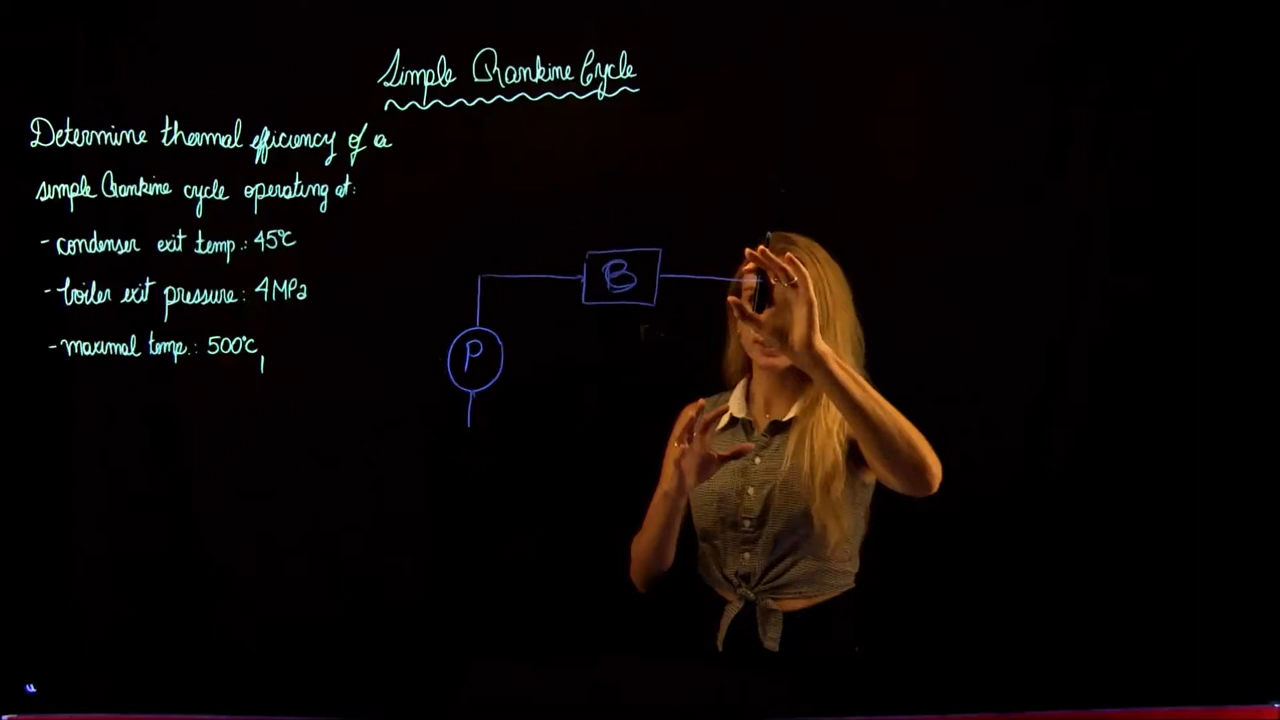 Simple Rankine Cycle
Determine thermal efficiency of a
simple Rankine cycle operating at:
- condenser exit temp.: 45°C
- boiler exit pressure: 4MPa
- maximal temp.: 500°C
B
P